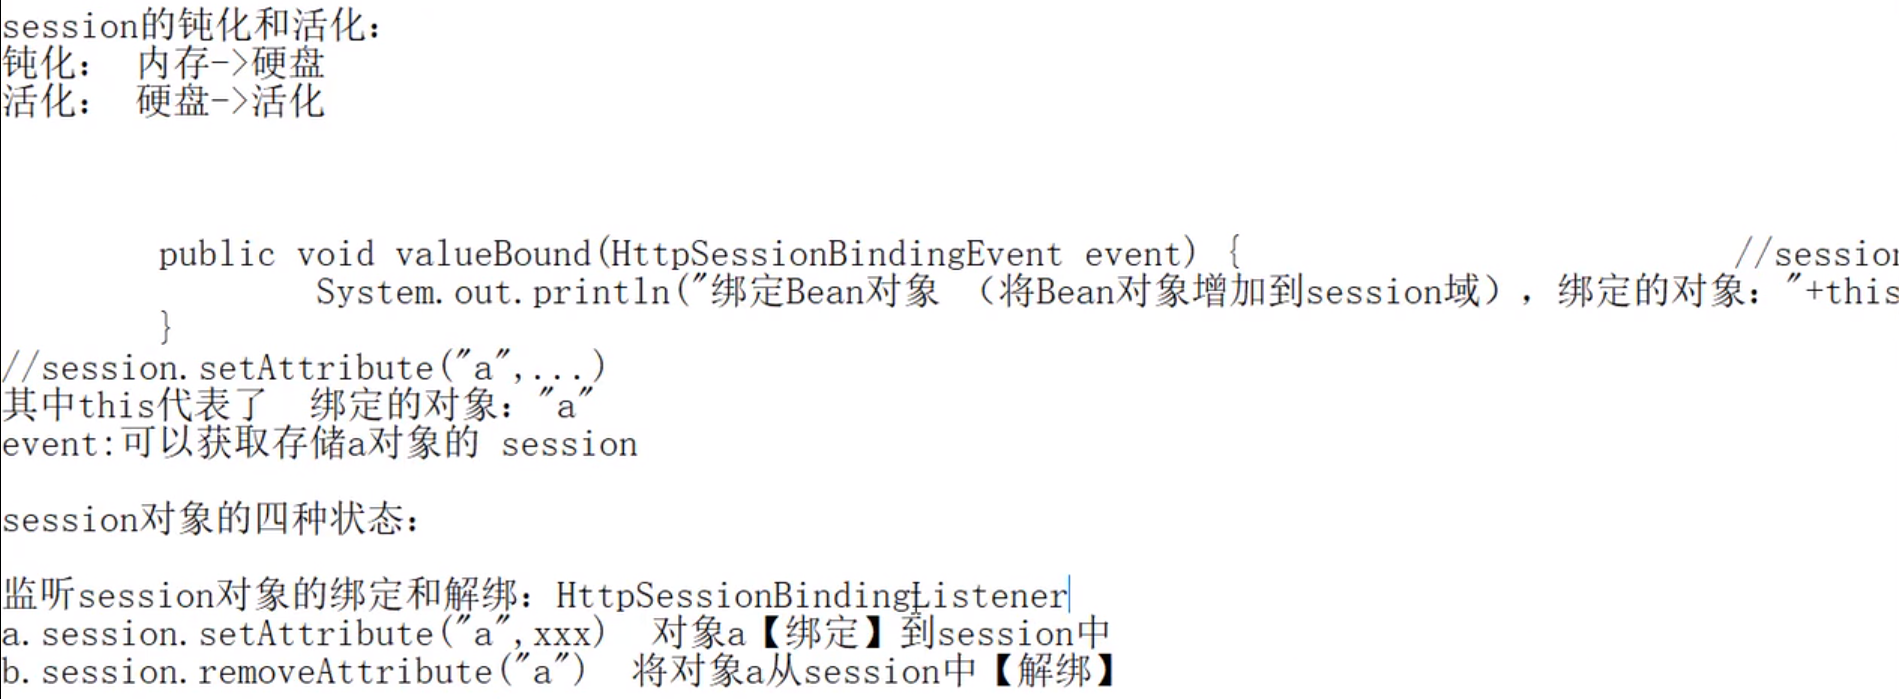 session的钝化和活化：
钝化： 内存->硬盘
活化： 硬盘->活化
public void valueBound(HttpSessionBindingEvent event) { //session
System.out.println("绑定Bean对象 （将Bean对象增加到session域），绑定的对象："+this
}
//session.setAttribute("a",...)
其中this代表了 绑定的对象："a"
event:可以获取存储a对象的 session
session对象的四种状态：
监听session对象的绑定和解绑：HttpSessionBindingListener
a.session.setAttribute("a",xxx) 对象a【绑定】到session中
b.session.removeAttribute("a") 将对象a从session中【解绑】